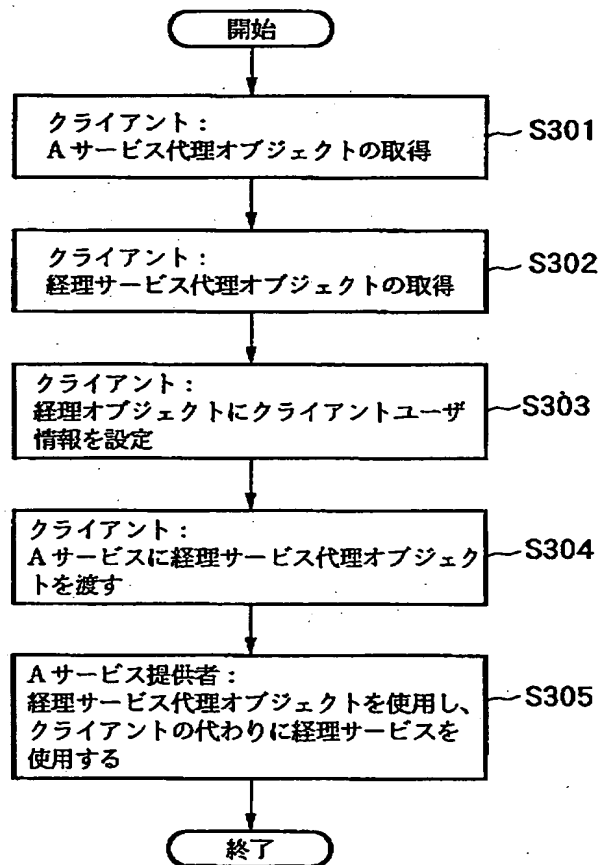 開始
クライアント：
Aサービス代理オブジェクトの取得
S301
クライアント：
経理サービス代理オブジェクトの取得
S302
クライアント：
経理オブジェクトにクライアントユーザ
情報を設定
S303
クライアント：
Aサービスに経理サービス代理オブジェク
トを渡す
S304
Aサービス提供者：
経理サービス代理オブジェクトを使用し、
クライアントの代わりに経理サービスを
使用する
S305
終了